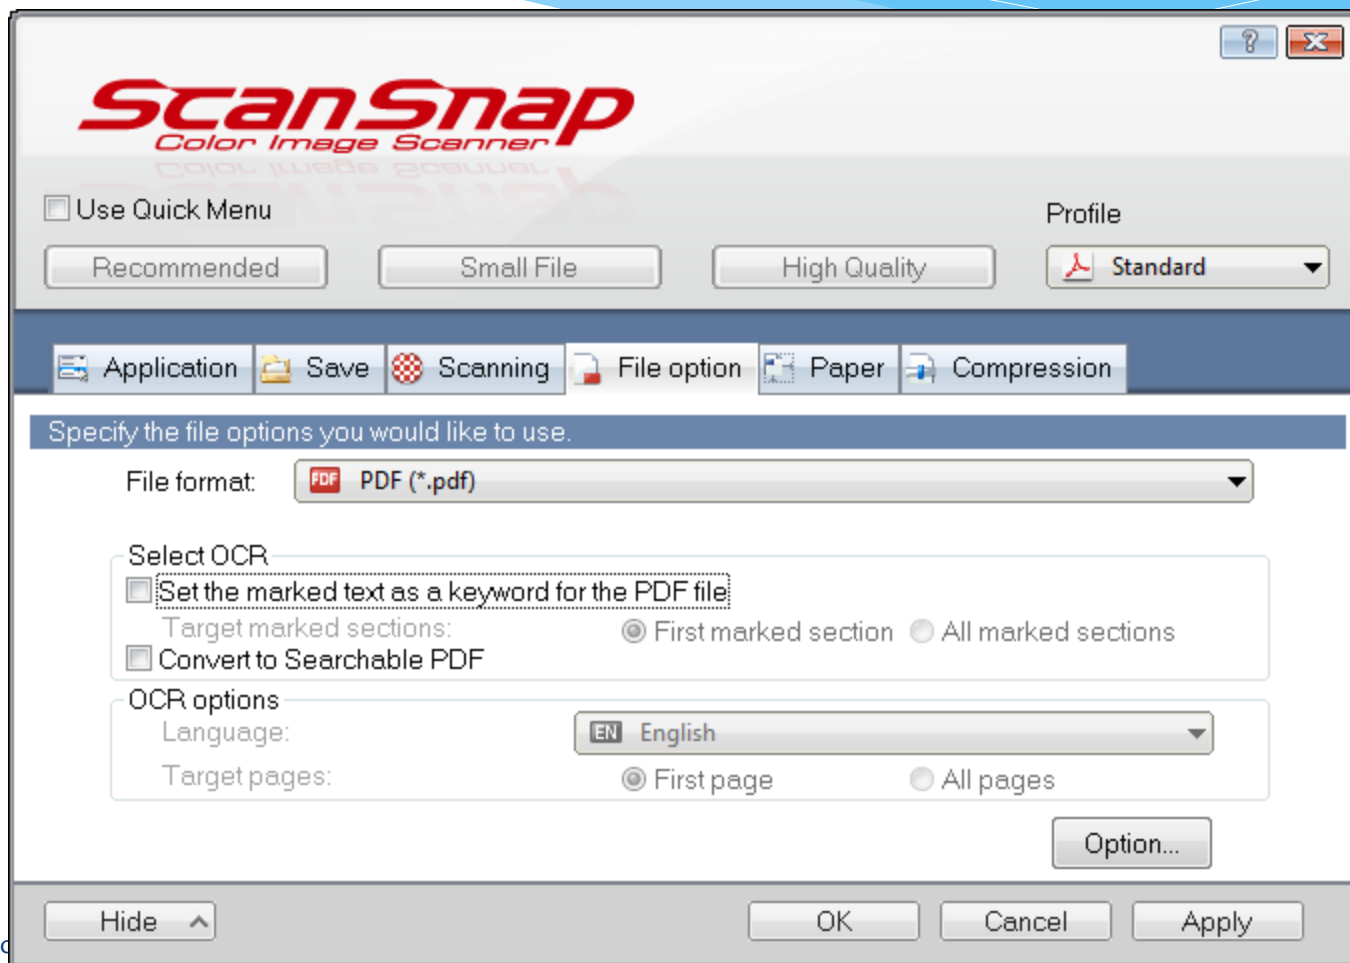 ?
ScanSnap
Color Image Scanner
Use Quick Menu
Profile
Recommended Small File High Quality Standard
Application Save Scanning File option Paper Compression
Specify the file options you would like to use.
File format: PDF PDF (*.pdf)
Select OCR
Set the marked text as a keyword for the PDF file
Target marked sections: First marked section All marked sections
Convert to Searchable PDF
OCR options
Language: EN English
Target pages: First page All pages
Option...
Hide OK Cancel Apply